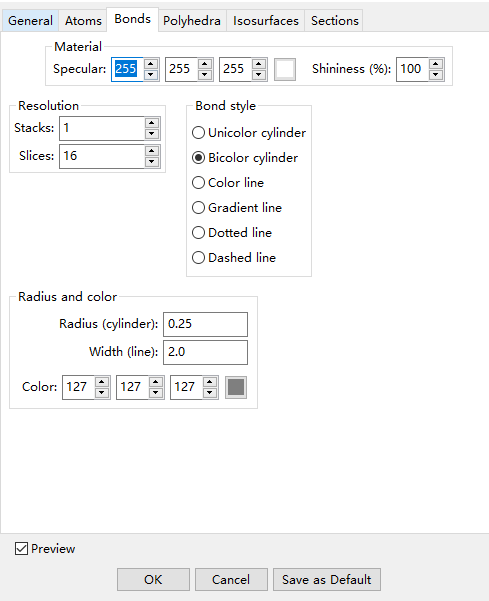 General Atoms Bonds Polyhedra Isosurfaces Sections
Material
Specular: 255 255 255 Shininess (%): 100
Resolution
Stacks: 1
Slices: 16
Bond style
Unicolor cylinder
Bicolor cylinder
Color line
Gradient line
Dotted line
Dashed line
Radius and color
Radius (cylinder): 0.25
Width (line): 2.0
Color: 127 127 127
Preview
OK Cancel Save as Default